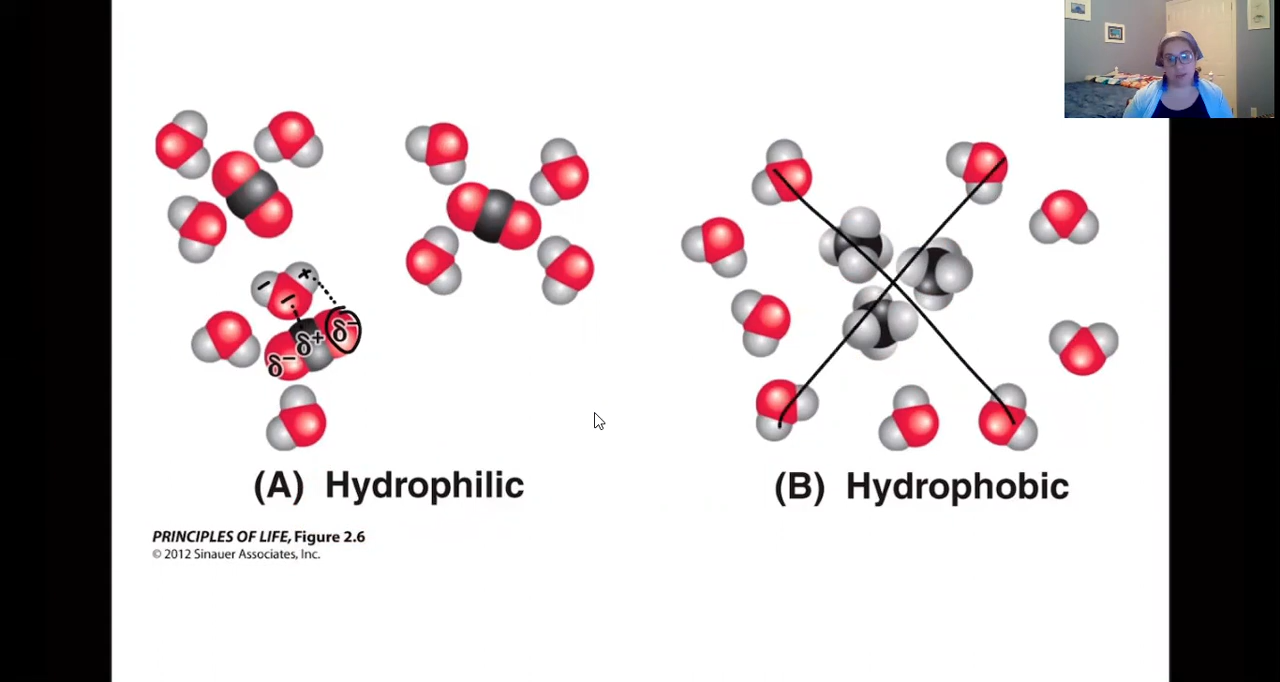 − +
−
δ− δ+ δ−
(A) Hydrophilic
(B) Hydrophobic
PRINCIPLES OF LIFE, Figure 2.6
© 2012 Sinauer Associates, Inc.